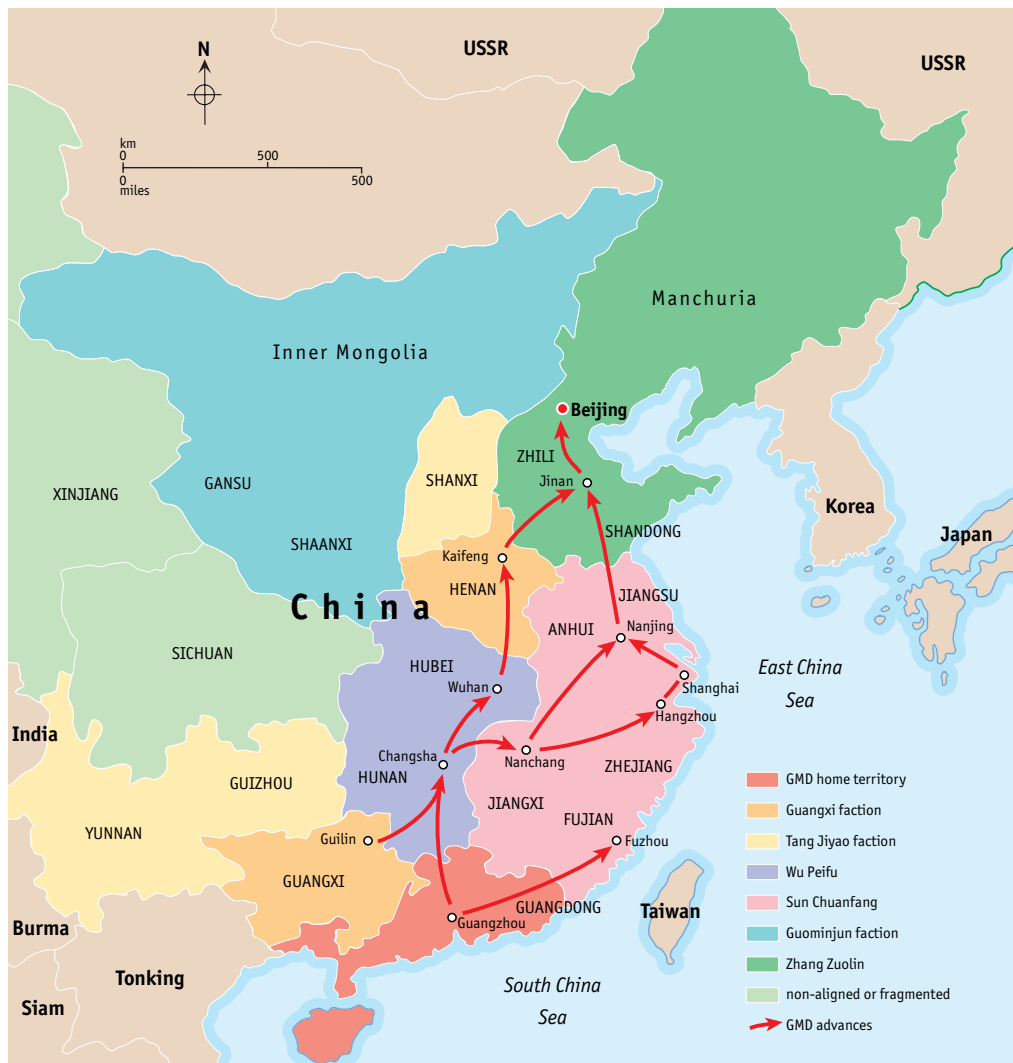 USSR
USSR
N
km
0 500
0 500
miles
Manchuria
Inner Mongolia
Beijing
ZHILI
Jinan
SHANXI
GANSU
XINJIANG
Korea
Japan
SHANDONG
SHAANXI
Kaifeng
HENAN
China
JIANGSU
ANHUI
Nanjing
SICHUAN
HUBEI
Wuhan
East China
Sea
Shanghai
Hangzhou
India
Changsha
HUNAN
Nanchang
ZHEJIANG
GUIZHOU
JIANGXI
YUNNAN
FUJIAN
Guilin
Fuzhou
GUANGXI
GUANGDONG
Guangzhou
Taiwan
Burma
Tonking
Siam
South China
Sea
GMD home territory
Guangxi faction
Tang Jiyao faction
Wu Peifu
Sun Chuanfang
Guominjun faction
Zhang Zuolin
non-aligned or fragmented
GMD advances